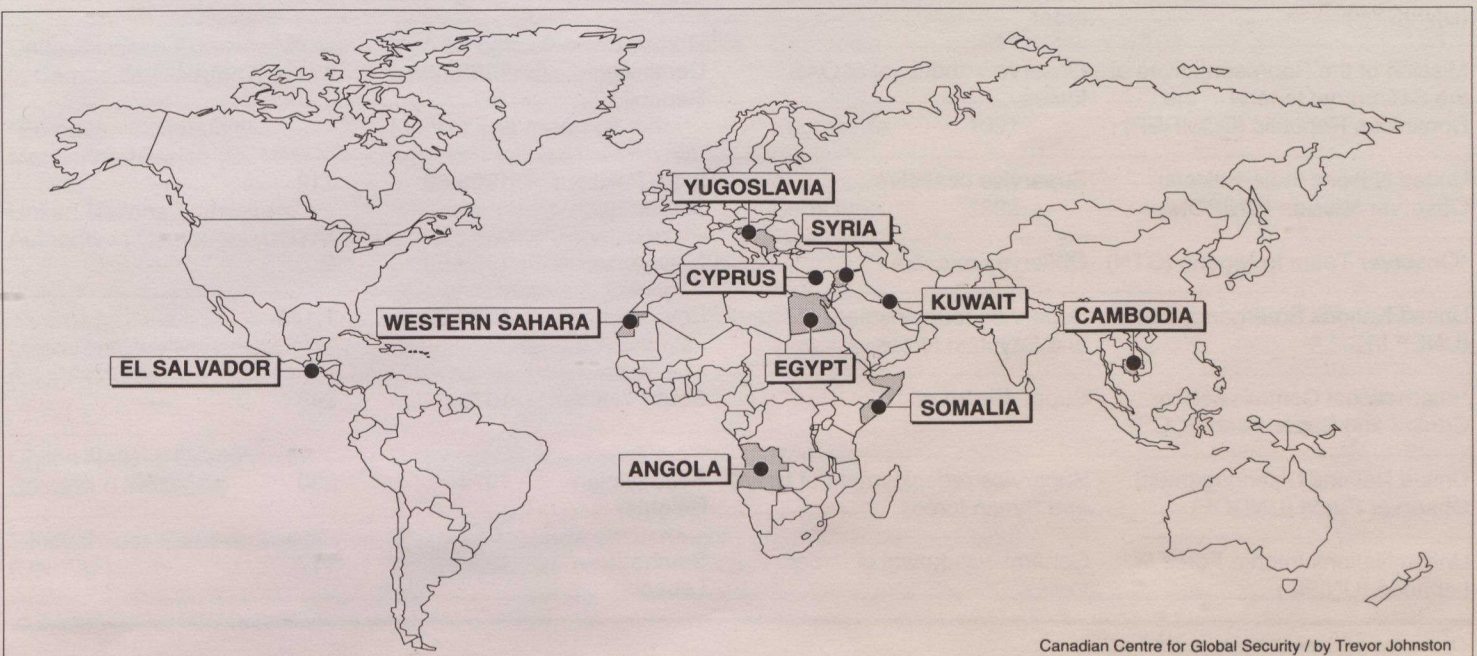 YUGOSLAVIA
SYRIA
CYPRUS
KUWAIT
WESTERN SAHARA
CAMBODIA
EL SALVADOR
EGYPT
SOMALIA
ANGOLA
Canadian Centre for Global Security / by Trevor Johnston